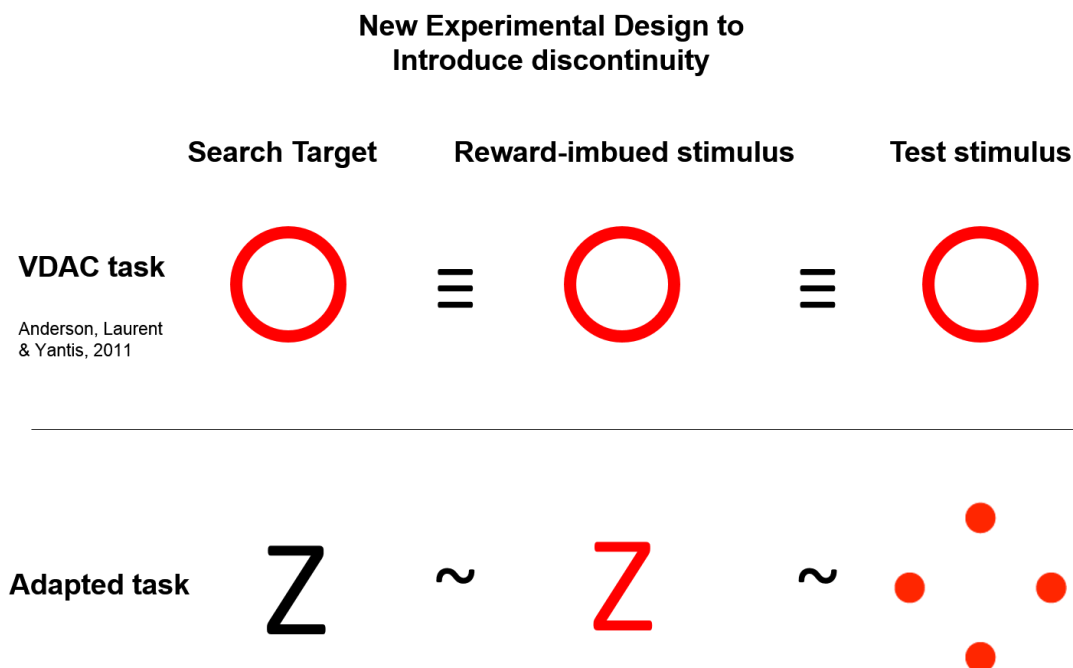 New Experimental Design to
Introduce discontinuity
Search Target Reward-imbued stimulus Test stimulus
VDAC task ≡ ≡
Anderson, Laurent
& Yantis, 2011
Adapted task Z ~ Z ~